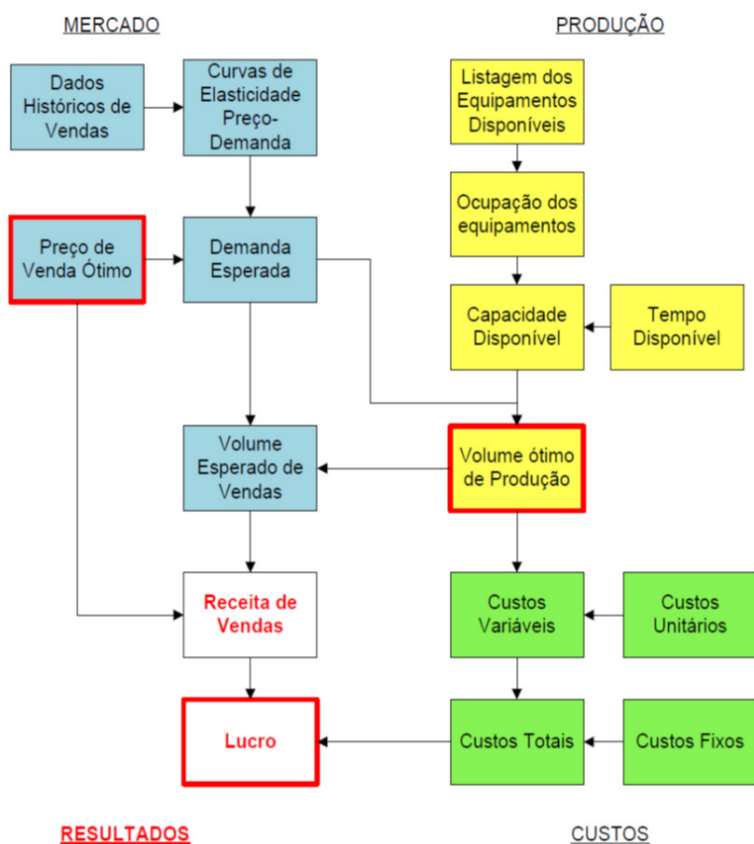 MERCADO
PRODUÇÃO
Dados
Históricos de
Vendas
Curvas de
Elasticidade
Preço-
Demanda
Listagem dos
Equipamentos
Disponíveis
Ocupação dos
equipamentos
Preço de
Venda Ótimo
Demanda
Esperada
Capacidade
Disponível
Tempo
Disponível
Volume
Esperado de
Vendas
Volume ótimo
de Produção
Receita de
Vendas
Custos
Variáveis
Custos
Unitários
Lucro
Custos Totais
Custos Fixos
RESULTADOS
CUSTOS